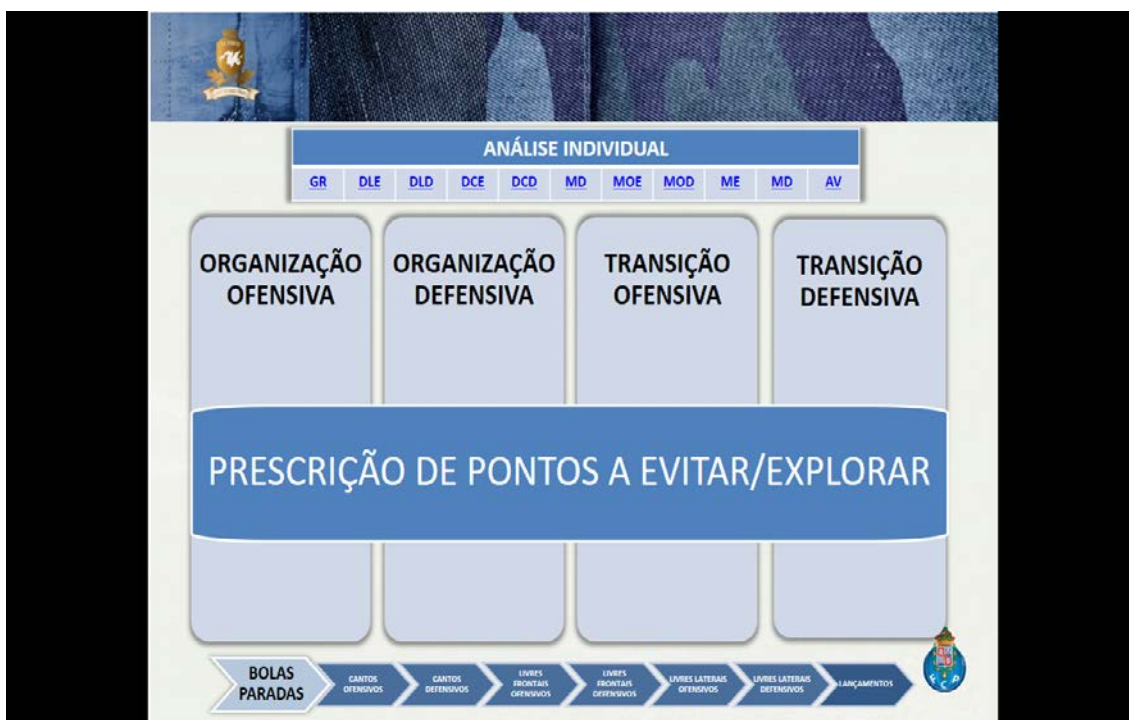 ANÁLISE INDIVIDUAL
GR DLE DLD DCE DCD MD MOE MOD ME MD AV
ORGANIZAÇÃO
OFENSIVA
ORGANIZAÇÃO
DEFENSIVA
TRANSIÇÃO
OFENSIVA
TRANSIÇÃO
DEFENSIVA
PRESCRIÇÃO DE PONTOS A EVITAR/EXPLORAR
BOLAS
PARADAS
CANTOS
OFENSIVOS
CANTOS
DEFENSIVOS
LIVRES
FRONTAIS
OFENSIVOS
LIVRES
FRONTAIS
DEFENSIVOS
LIVRES LATERAIS
OFENSIVOS
LIVRES LATERAIS
DEFENSIVOS
LANÇAMENTOS
F C P